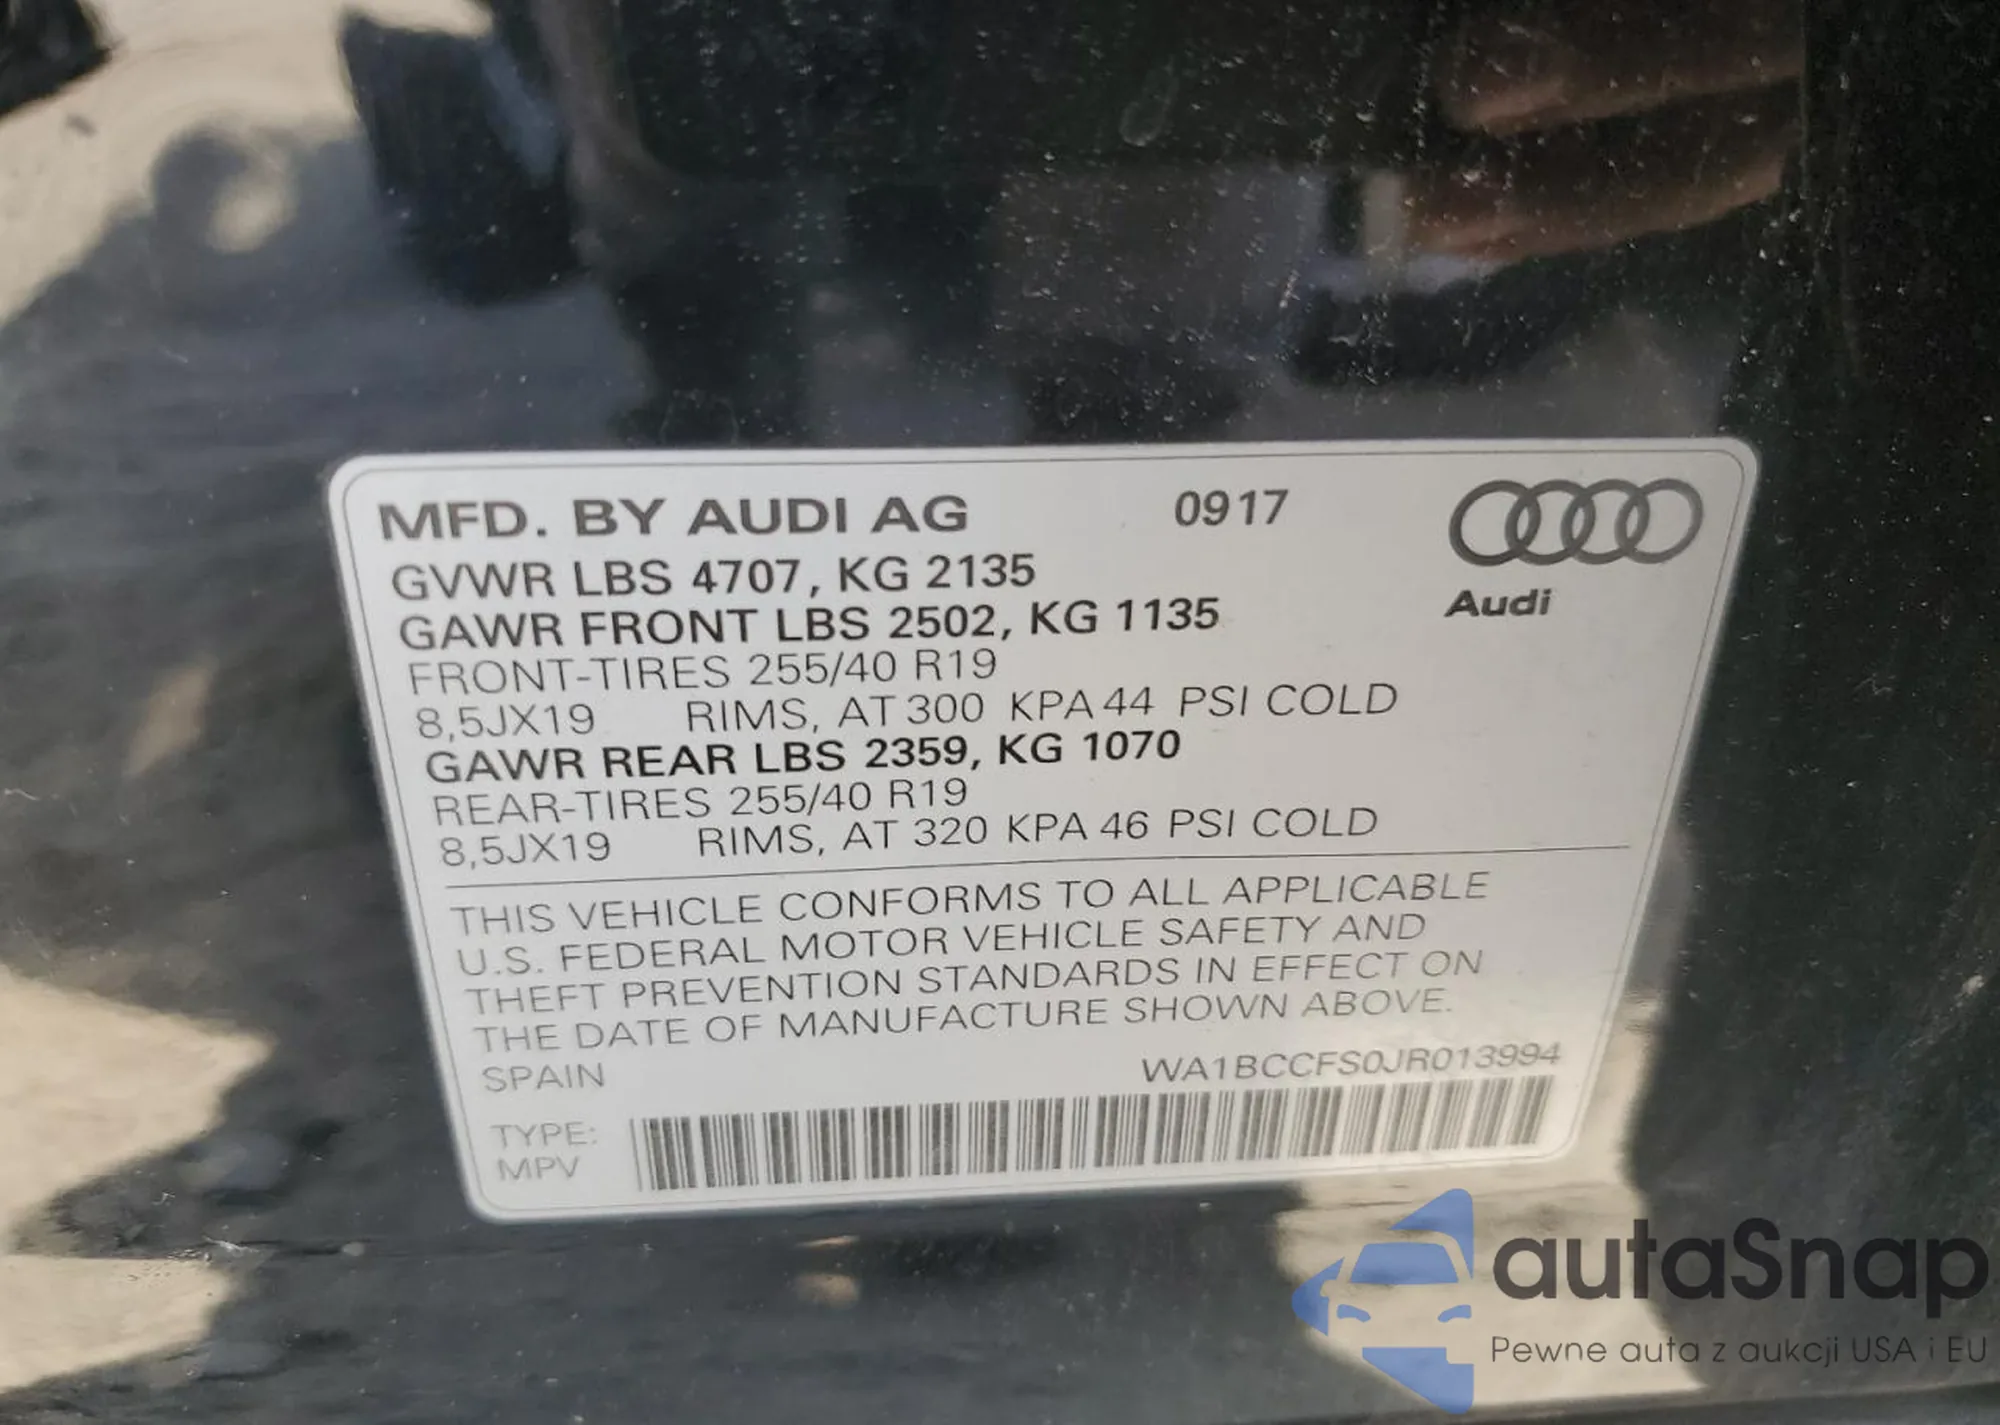 MFD. BY AUDI AG 0917
GVWR LBS 4707, KG 2135
GAWR FRONT LBS 2502, KG 1135
Audi
FRONT-TIRES 255/40 R19
8,5JX19 RIMS, AT 300 KPA 44 PSI COLD
GAWR REAR LBS 2359, KG 1070
REAR-TIRES 255/40 R19
8,5JX19 RIMS, AT 320 KPA 46 PSI COLD
THIS VEHICLE CONFORMS TO ALL APPLICABLE
U.S. FEDERAL MOTOR VEHICLE SAFETY AND
THEFT PREVENTION STANDARDS IN EFFECT ON
THE DATE OF MANUFACTURE SHOWN ABOVE.
SPAIN WA1BCCFS0JR013994
TYPE:
MPV
autaSnap
Pewne auta z aukcji USA i EU